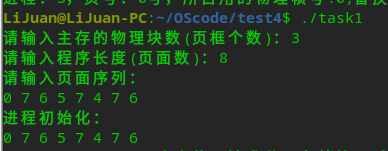 LiJuan@LiJuan-PC:~/OScode/test4$ ./task1
请输入主存的物理块数(页框个数): 3
请输入程序长度(页面数): 8
请输入页面序列:
0 7 6 5 7 4 7 6
进程初始化:
0 7 6 5 7 4 7 6